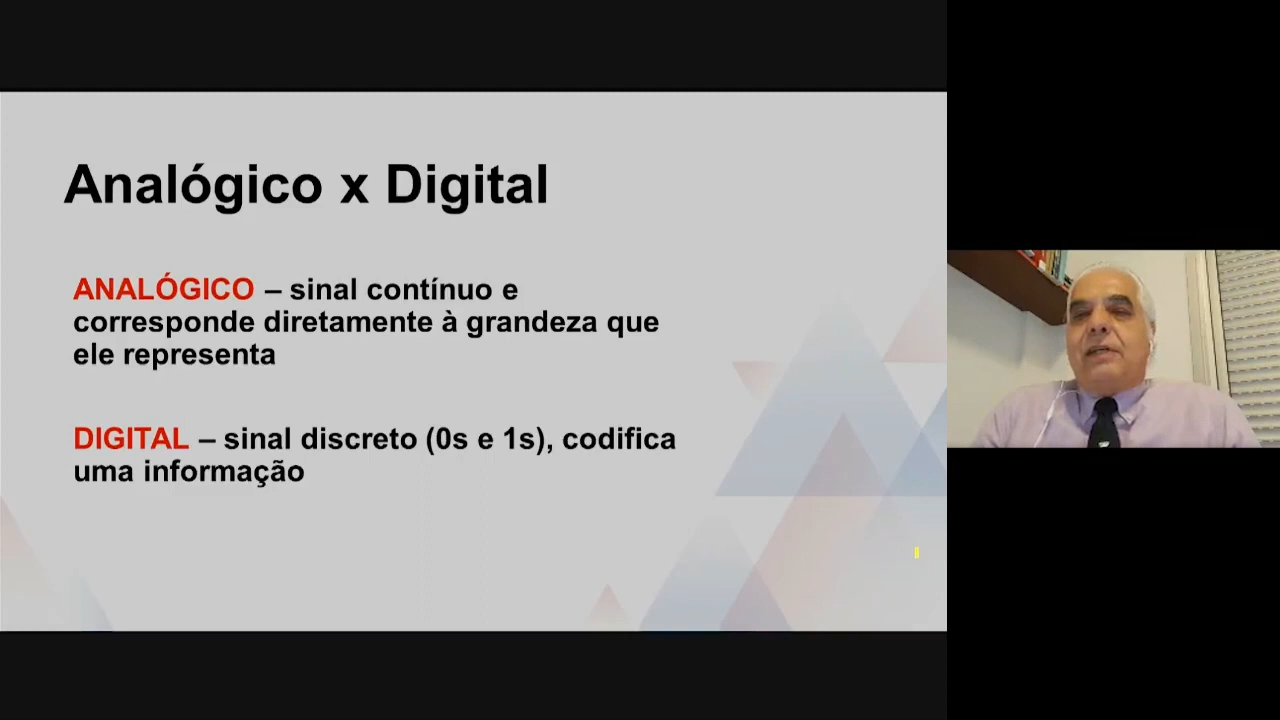 Analógico x Digital
ANALÓGICO – sinal contínuo e
corresponde diretamente à grandeza que
ele representa
DIGITAL – sinal discreto (0s e 1s), codifica
uma informação